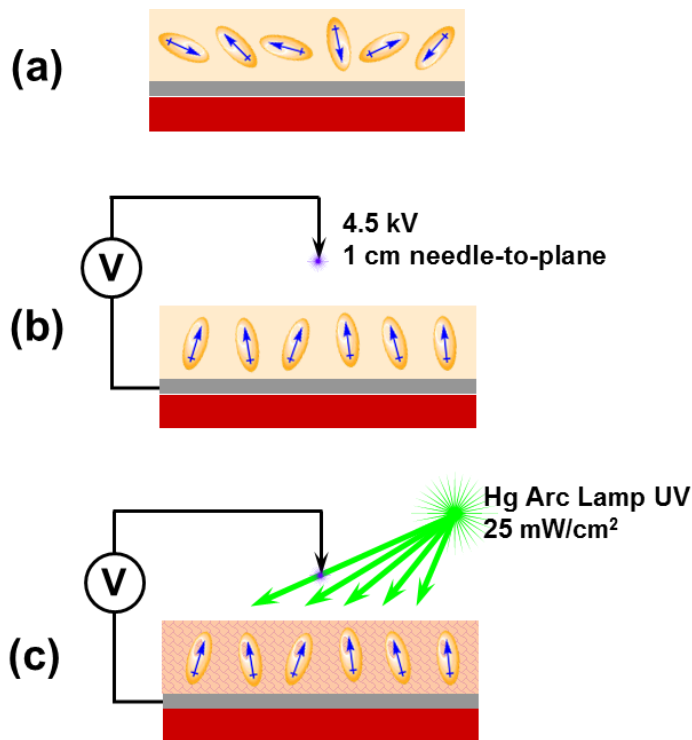 (a)
4.5 kV
1 cm needle-to-plane
V
(b)
Hg Arc Lamp UV
25 mW/cm²
V
(c)